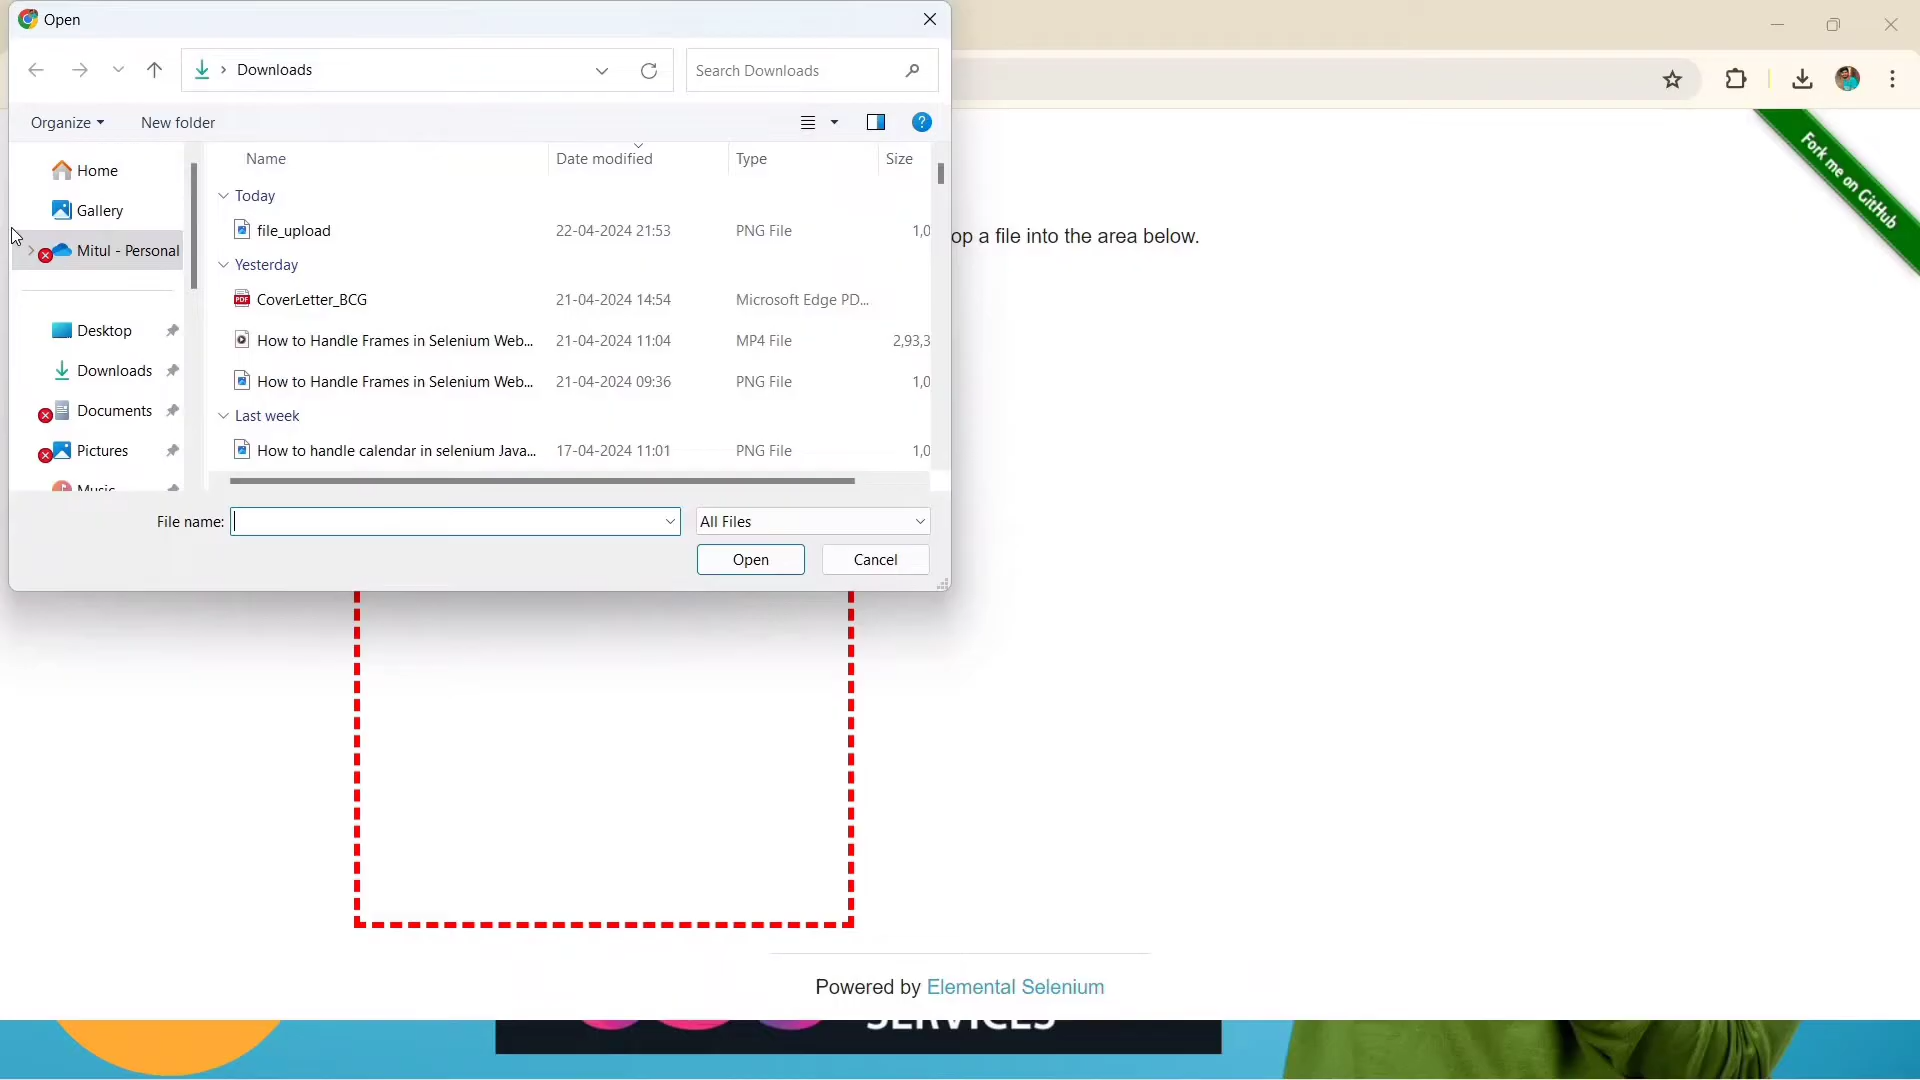 Open
Downloads
Search Downloads
Organize
New folder
Home
Gallery
Mitul - Personal
Desktop
Downloads
Documents
Pictures
Music
Name
Date modified
Type
Size
Today
file_upload 22-04-2024 21:53 PNG File 1,0
Yesterday
CoverLetter_BCG 21-04-2024 14:54 Microsoft Edge PD...
How to Handle Frames in Selenium Web... 21-04-2024 11:04 MP4 File 2,93,3
How to Handle Frames in Selenium Web... 21-04-2024 09:36 PNG File 1,0
Last week
How to handle calendar in selenium Java... 17-04-2024 11:01 PNG File 1,0
File name:
All Files
Open
Cancel
Fork me on GitHub
op a file into the area below.
Powered by Elemental Selenium
SERVICES